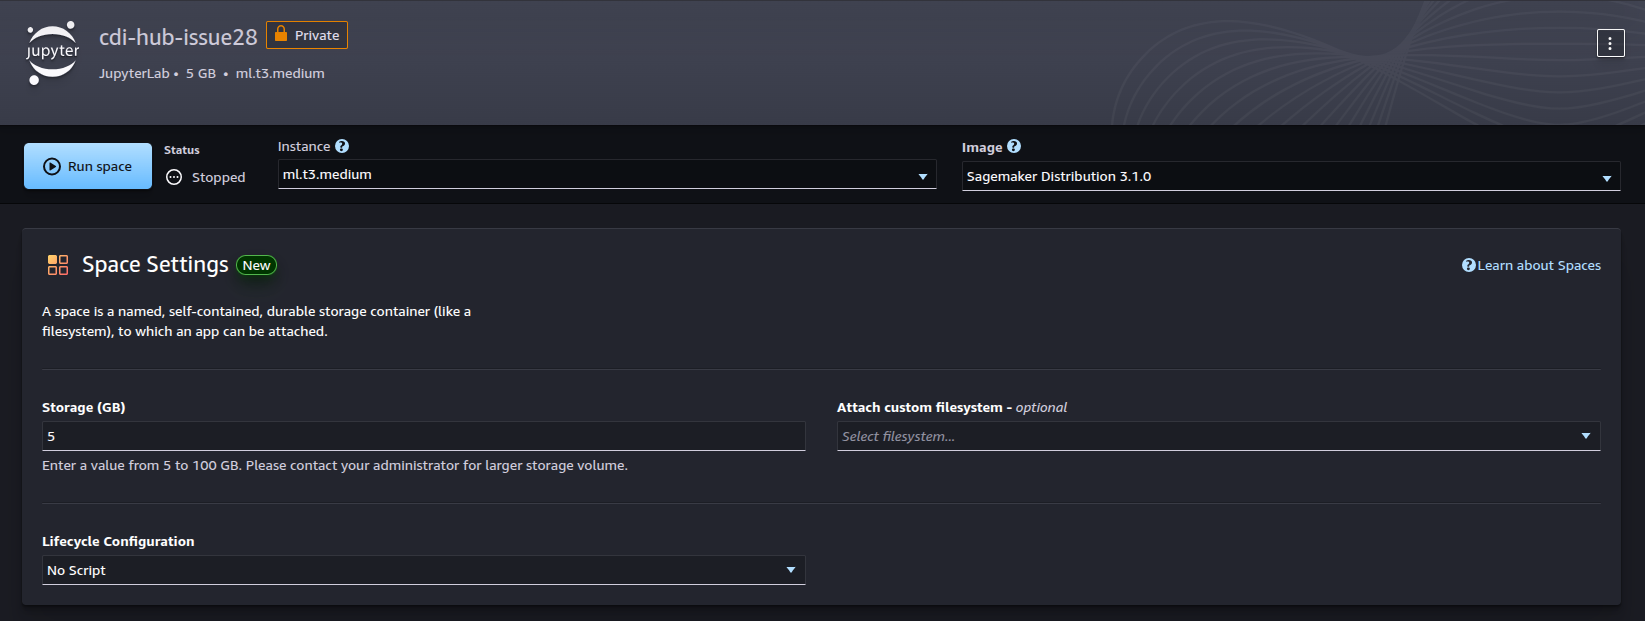 jupyter
cdi-hub-issue28 Private
JupyterLab • 5 GB • ml.t3.medium
Run space
Status
Stopped
Instance
ml.t3.medium
Image
Sagemaker Distribution 3.1.0
Space Settings New
Learn about Spaces
A space is a named, self-contained, durable storage container (like a
filesystem), to which an app can be attached.
Storage (GB)
5
Enter a value from 5 to 100 GB. Please contact your administrator for larger storage volume.
Attach custom filesystem – optional
Select filesystem...
Lifecycle Configuration
No Script